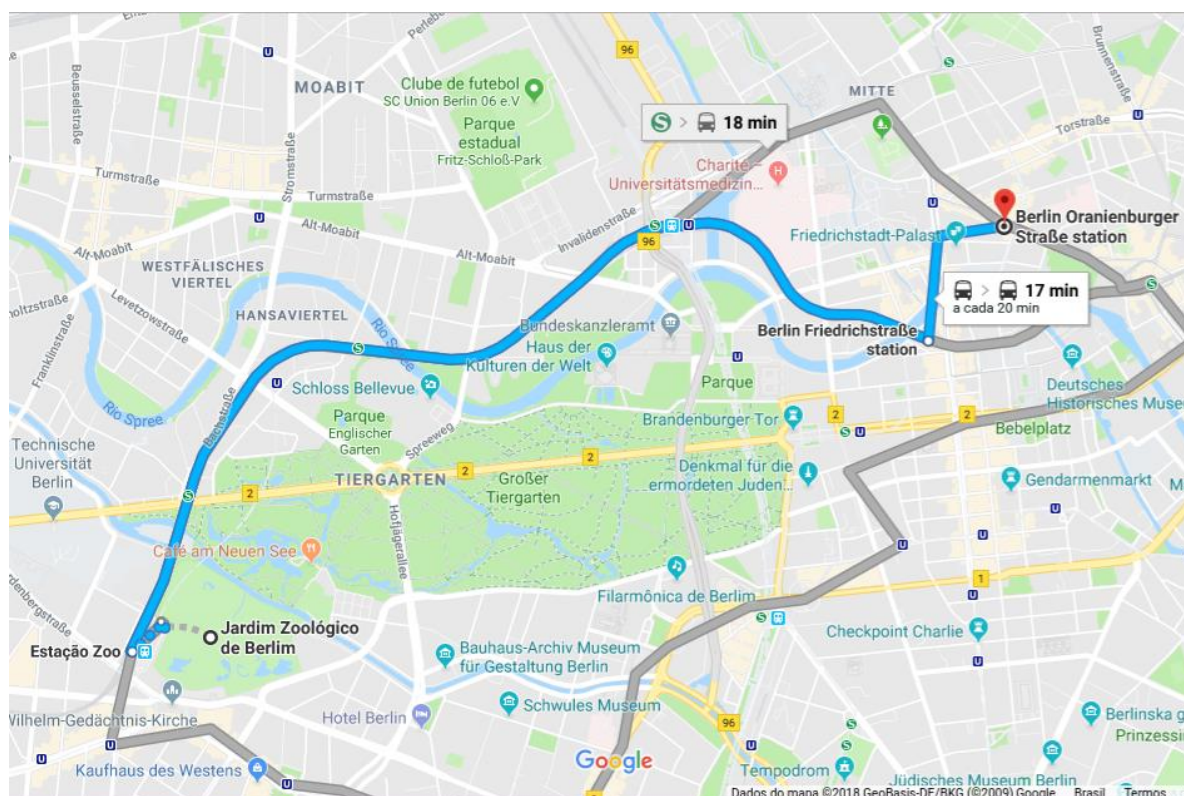 MOABIT
Clube de futebol
SC Union Berlin 06 e.V
Parque
estadual
Fritz-Schloß-Park
96
MITTE
Beusselstraße
Perleberger
Brunnenstraße
Torstraße
18 min
Charité –
Universitätsmedizin...
Stromstraße
Turmstraße
Turmstraße
Alt-Moabit
Alt-Moabit
Alt-Moabit
Invalidenstraße
96
Friedrichstadt-Palast
Berlin Oranienburger
Straße station
WESTFÄLISCHES
VIERTEL
Levetzowstraße
HANSAVIERTEL
Rio Spree
17 min
a cada 20 min
Berlin Friedrichstraße
station
Bundeskanzleramt
Haus der
Kulturen der Welt
Franklinstraße
Rio Spree
Bachstraße
Schloss Bellevue
Parque
Englischer
Garten
Spreeweg
Parque
Deutsches
Historisches Muse
Brandenburger Tor
2
2
Bebelplatz
Technische
Universität
Berlin
2
TIERGARTEN
2
Großer
Tiergarten
2
Denkmal für die
ermordeten Juden...
Gendarmenmarkt
Hofjägerallee
Café am Neuen See
Filarmônica de Berlim
1
Checkpoint Charlie
Jardim Zoológico
de Berlim
Estação Zoo
Bauhaus-Archiv Museum
für Gestaltung Berlin
Schwules Museum
Hotel Berlin
Wilhelm-Gedächtnis-Kirche
96
Berlinska g
Prinzessin
Kaufhaus des Westens
Google
Tempodrom
Jüdisches Museum Berlin
2
Dados do mapa ©2018 GeoBasis-DE/BKG (©2009) Google Brasil Termos